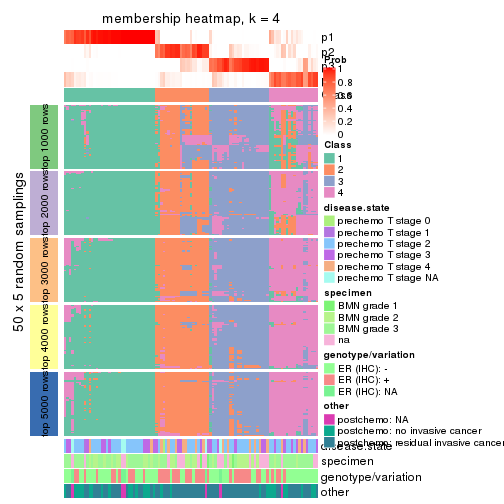 membership heatmap, k = 4
p1
p2
p3
Prob
1
0.8
0.6
0.4
0.2
0
Class
1
2
3
4
disease.state
prechemo T stage 0
prechemo T stage 1
prechemo T stage 2
prechemo T stage 3
prechemo T stage 4
prechemo T stage NA
specimen
BMN grade 1
BMN grade 2
BMN grade 3
na
genotype/variation
ER (IHC): -
ER (IHC): +
ER (IHC): NA
other
postchemo: NA
postchemo: no invasive cancer
postchemo: residual invasive cancer
disease.state
specimen
genotype/variation
other
50 x 5 random samplings
top 1000 rows
top 2000 rows
top 3000 rows
top 4000 rows
top 5000 rows